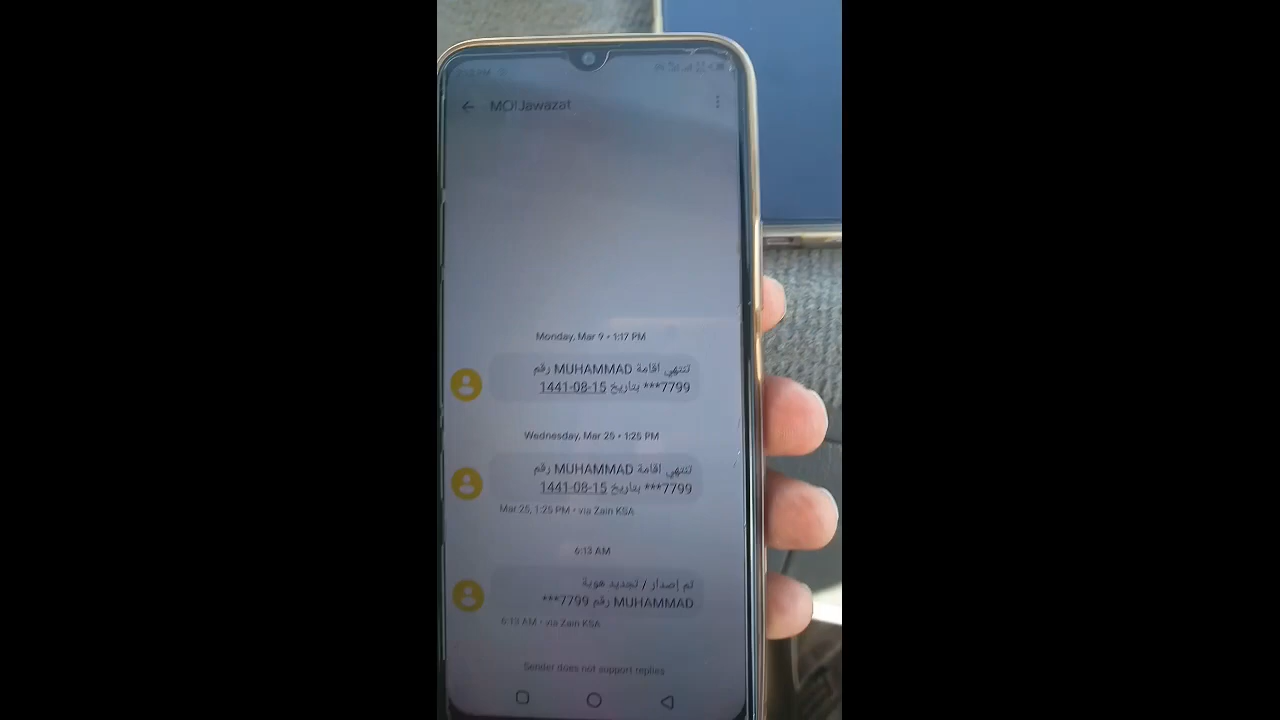 MOI Jawazat
Monday, Mar 9 • 1:17 PM
تنتهي اقامة MUHAMMAD رقم
***7799 بتاريخ 15-08-1441
Wednesday, Mar 25 • 1:25 PM
تنتهي اقامة MUHAMMAD رقم
***7799 بتاريخ 15-08-1441
Mar 25, 1:25 PM • via Zain KSA
6:13 AM
تم إصدار / تجديد هوية
MUHAMMAD رقم 7799***
6:13 AM • via Zain KSA
Sender does not support replies